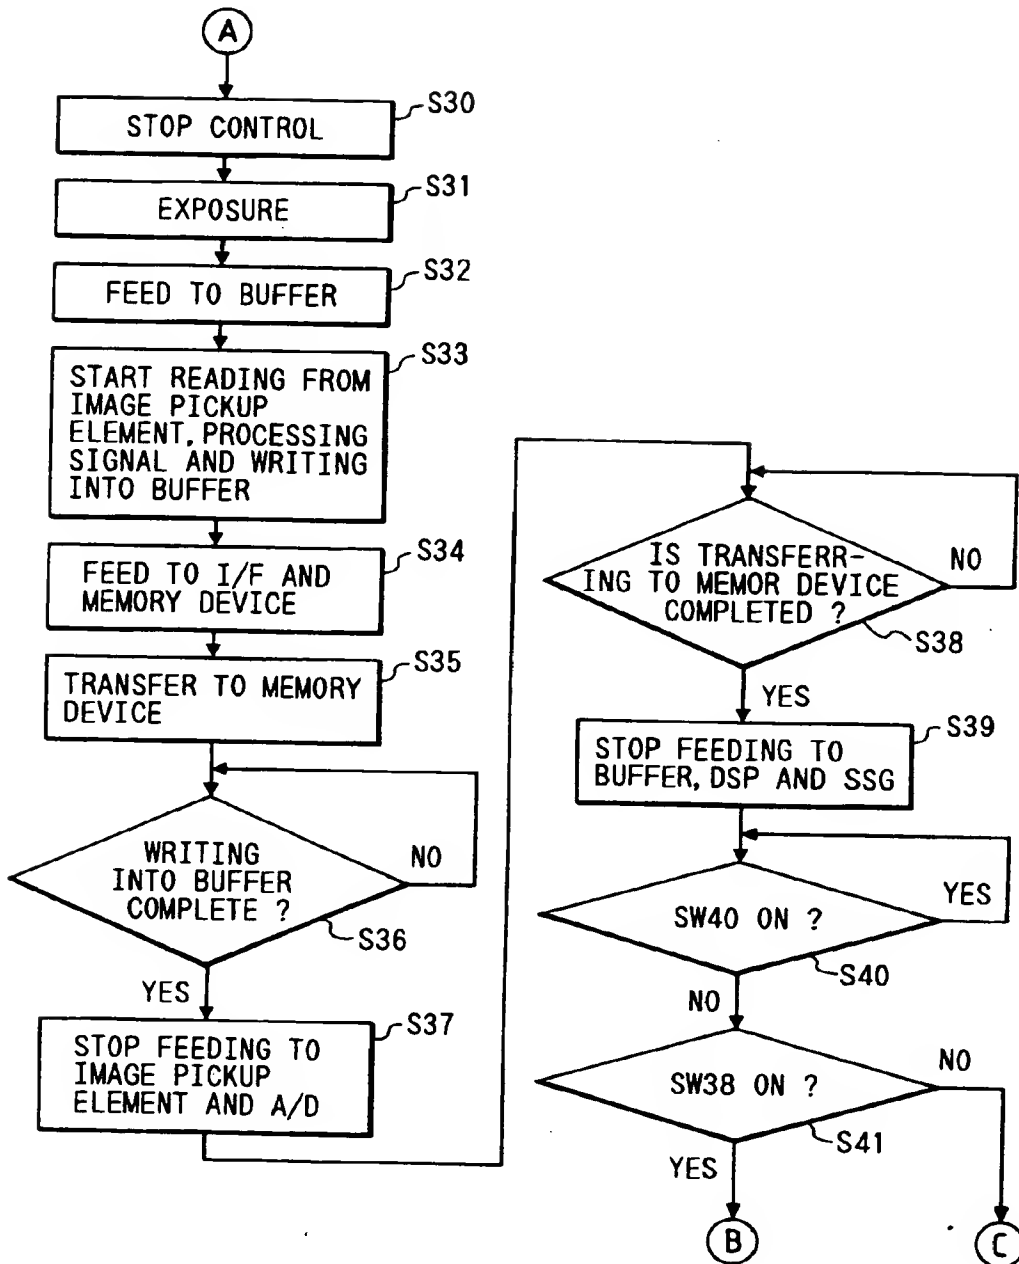 A
S30
STOP CONTROL
S31
EXPOSURE
S32
FEED TO BUFFER
S33
START READING FROM
IMAGE PICKUP
ELEMENT, PROCESSING
SIGNAL AND WRITING
INTO BUFFER
S34
FEED TO I/F AND
MEMORY DEVICE
S35
TRANSFER TO MEMORY
DEVICE
WRITING
INTO BUFFER
COMPLETE ?
NO
S36
YES
S37
STOP FEEDING TO
IMAGE PICKUP
ELEMENT AND A/D
IS TRANSFERR-
ING TO MEMOR DEVICE
COMPLETED ?
NO
S38
YES
S39
STOP FEEDING TO
BUFFER, DSP AND SSG
SW40 ON ?
YES
S40
NO
SW38 ON ?
NO
S41
YES
B
C